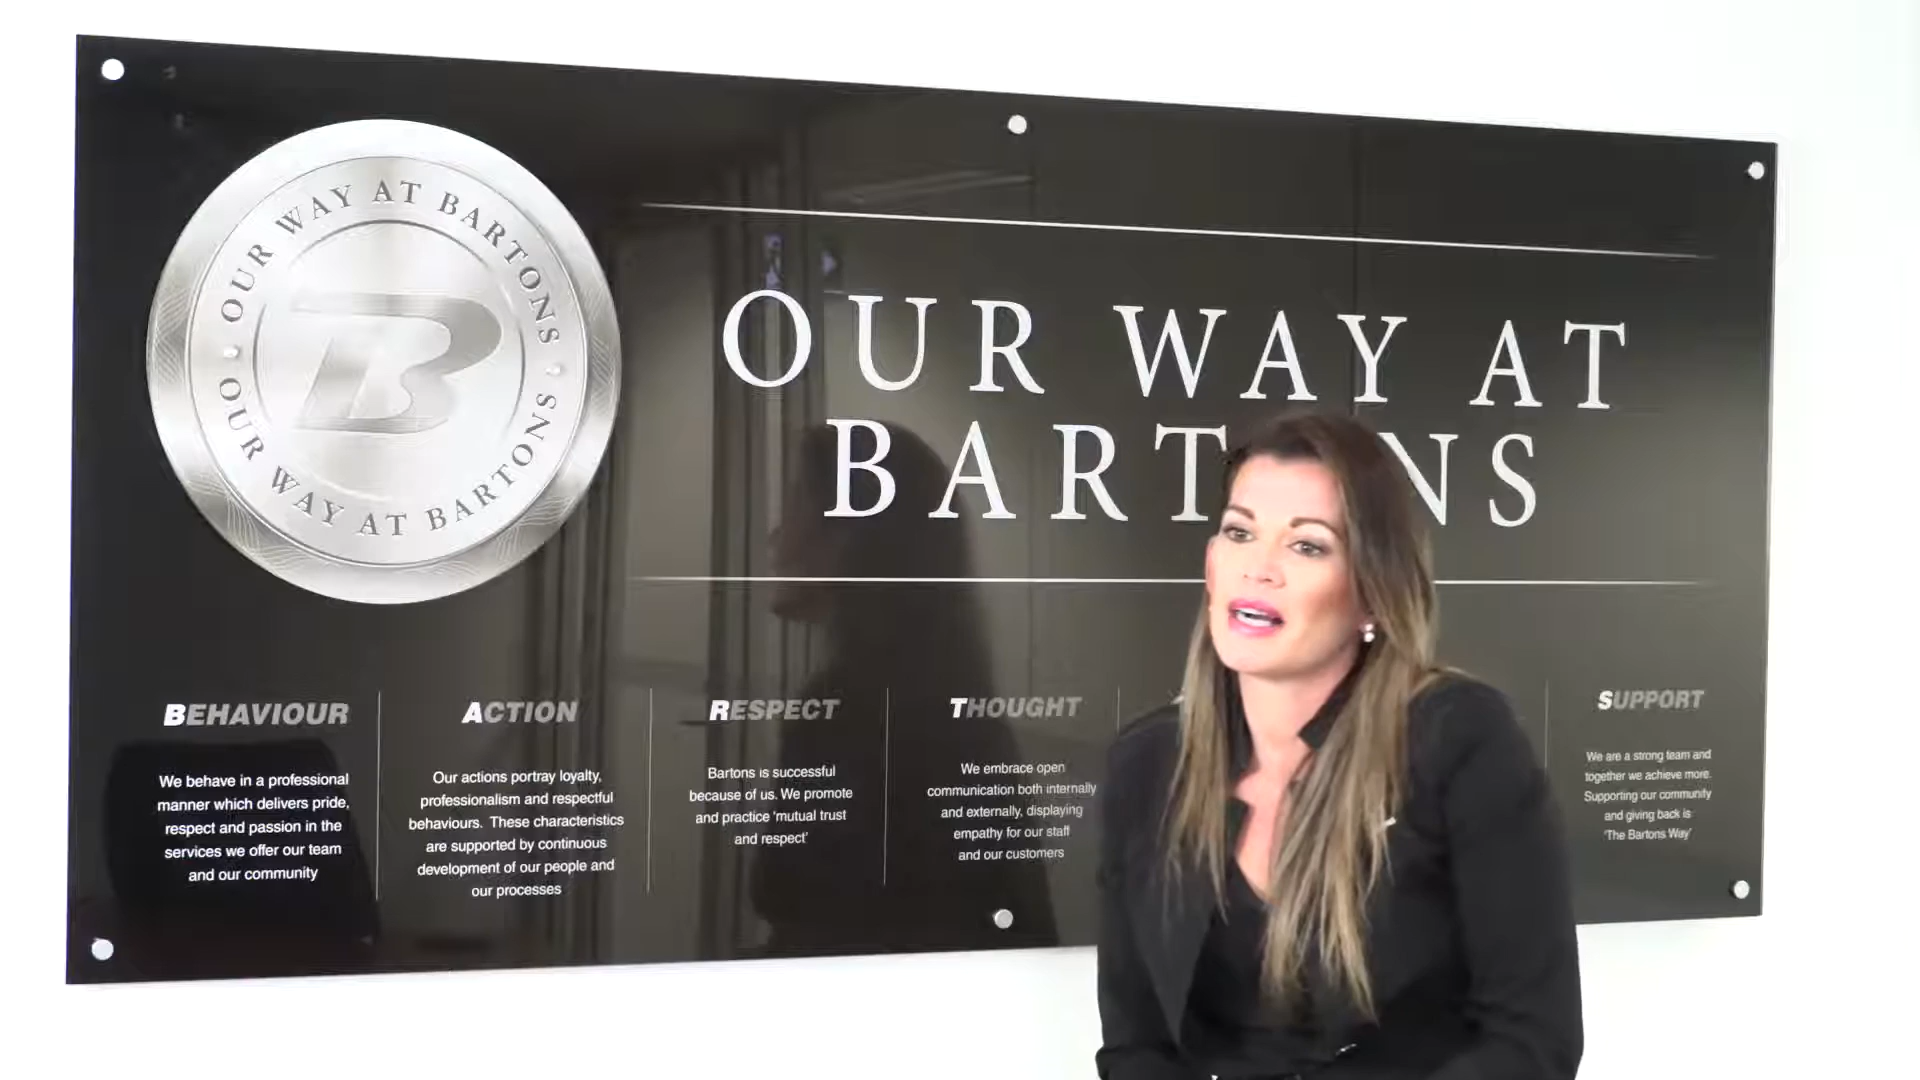 OUR WAY AT BARTONS
OUR WAY AT BARTONS
B
OUR WAY AT
BART NS
BEHAVIOUR
We behave in a professional
manner which delivers pride,
respect and passion in the
services we offer our team
and our community
ACTION
Our actions portray loyalty,
professionalism and respectful
behaviours. These characteristics
are supported by continuous
development of our people and
our processes
RESPECT
Bartons is successful
because of us. We promote
and practice 'mutual trust
and respect'
THOUGHT
We embrace open
communication both internally
and externally, displaying
empathy for our staff
and our customers
SUPPORT
We are a strong team and
together we achieve more.
Supporting our community
and giving back is
'The Bartons Way'